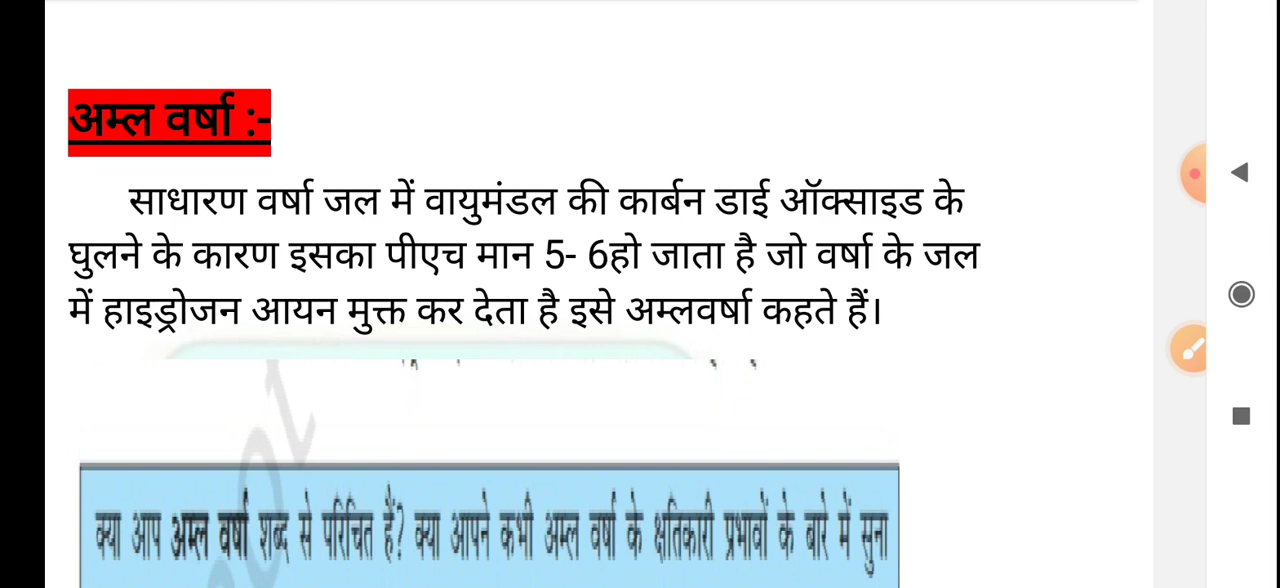 अम्ल वर्षा :-
साधारण वर्षा जल में वायुमंडल की कार्बन डाई ऑक्साइड के
घुलने के कारण इसका पीएच मान 5- 6हो जाता है जो वर्षा के जल
में हाइड्रोजन आयन मुक्त कर देता है इसे अम्लवर्षा कहते हैं।
क्या आप अम्ल वर्षा शब्द से परिचित हैं? क्या आपने कभी अम्ल वर्षा के क्षतिकारी प्रभावों के बारे में सुना